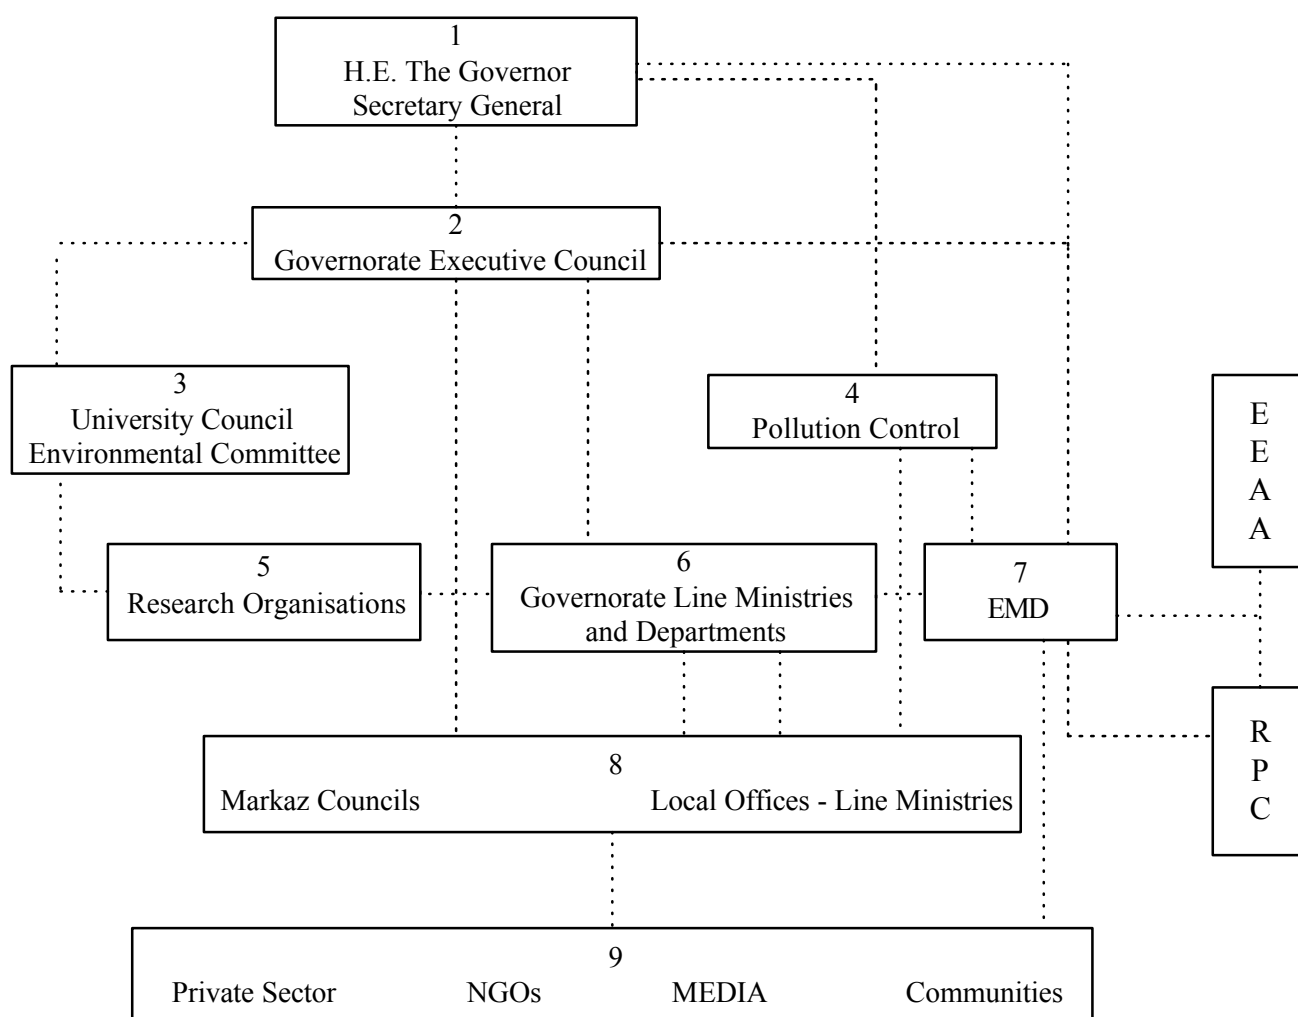 1
H.E. The Governor
Secretary General
2
Governorate Executive Council
3
University Council
Environmental Committee
4
Pollution Control
E
E
A
A
5
Research Organisations
6
Governorate Line Ministries
and Departments
7
EMD
R
P
C
8
Markaz Councils Local Offices - Line Ministries
9
Private Sector NGOs MEDIA Communities